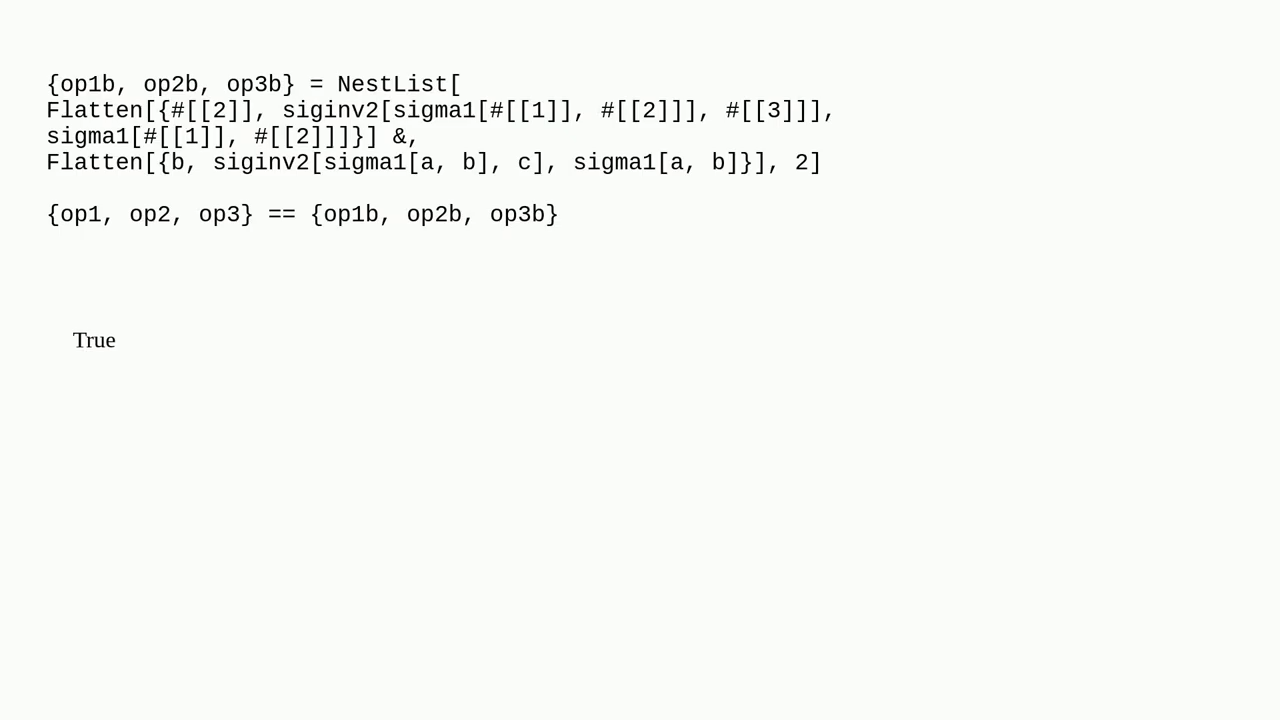 {op1b, op2b, op3b} = NestList[
Flatten[{#[[2]], siginv2[sigma1[#[[1]], #[[2]]], #[[3]]],
sigma1[#[[1]], #[[2]]]}] &,
Flatten[{b, siginv2[sigma1[a, b], c], sigma1[a, b]}], 2]
{op1, op2, op3} == {op1b, op2b, op3b}
True